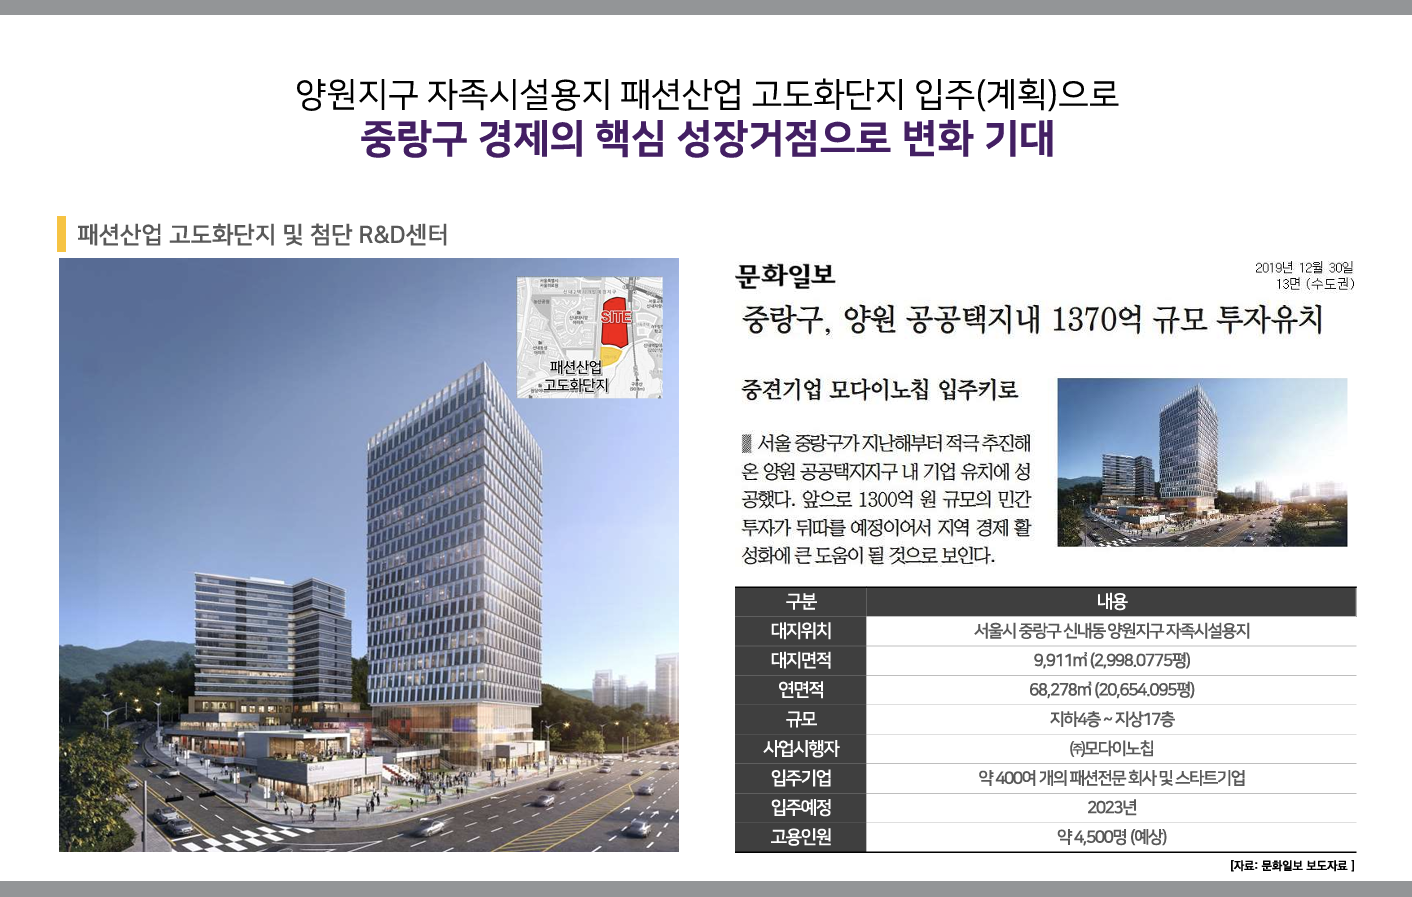 양원지구 자족시설용지 패션산업 고도화단지 입주(계획)으로
중랑구 경제의 핵심 성장거점으로 변화 기대
패션산업 고도화단지 및 첨단 R&D센터
SITE
패션산업
고도화단지
문화일보
2019년 12월 30일
13면 (수도권)
중랑구, 양원 공공택지내 1370억 규모 투자유치
중견기업 모다이노칩 입주키로
서울 중랑구가 지난해부터 적극 추진해
온 양원 공공택지지구 내 기업 유치에 성
공했다. 앞으로 1300억 원 규모의 민간
투자가 뒤따를 예정이어서 지역 경제 활
성화에 큰 도움이 될 것으로 보인다.
구분 내용
대지위치 서울시 중랑구 신내동 양원지구 자족시설용지
대지면적 9,911㎡ (2,998.0775평)
연면적 68,278㎡ (20,654.095평)
규모 지하4층 ~ 지상17층
사업시행자 ㈜모다이노칩
입주기업 약 400여 개의 패션전문 회사 및 스타트기업
입주예정 2023년
고용인원 약 4,500명 (예상)
[자료: 문화일보 보도자료 ]